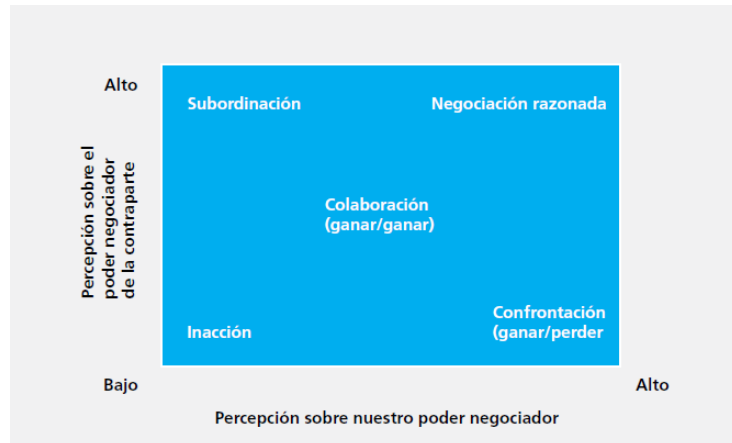 Alto
Subordinación
Negociación razonada
Percepción sobre el
poder negociador
de la contraparte
Colaboración
(ganar/ganar)
Inacción
Confrontación
(ganar/perder
Bajo
Alto
Percepción sobre nuestro poder negociador